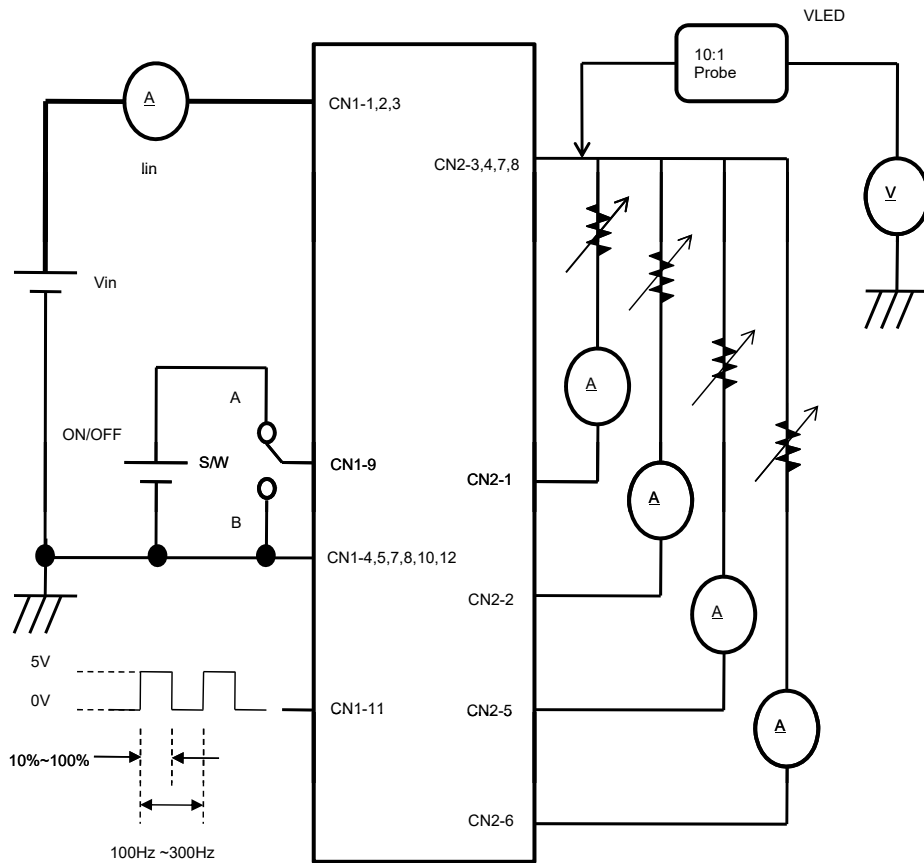 VLED
10:1
Probe
A
CN1-1,2,3
Iin
CN2-3,4,7,8
V
Vin
A
A
ON/OFF
S/W
CN1-9
CN2-1
A
B
CN1-4,5,7,8,10,12
CN2-2
A
5V
0V
CN1-11
CN2-5
A
10%~100%
CN2-6
100Hz ~300Hz